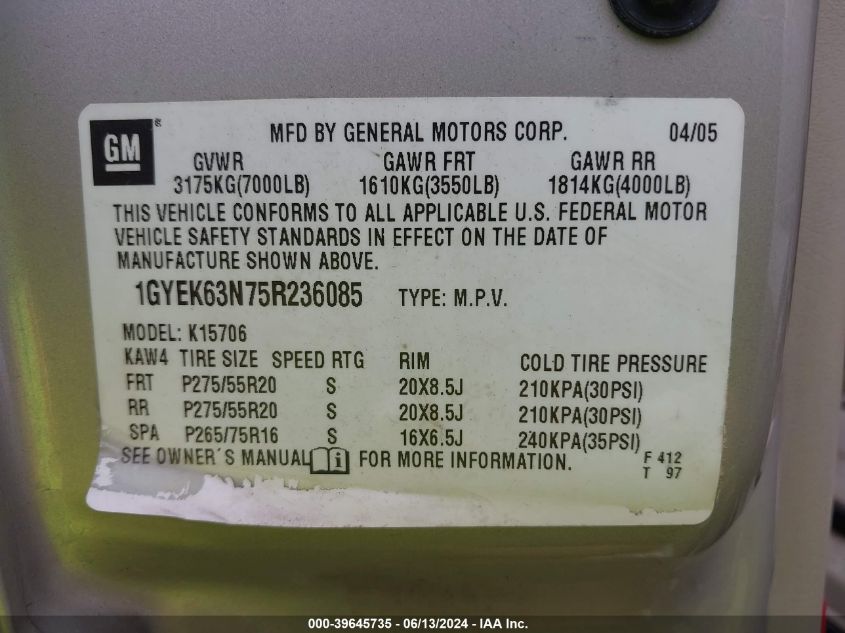 GM ® MFD BY GENERAL MOTORS CORP. 04/05
GVWR GAWR FRT GAWR RR
3175KG(7000LB) 1610KG(3550LB) 1814KG(4000LB)
THIS VEHICLE CONFORMS TO ALL APPLICABLE U.S. FEDERAL MOTOR
VEHICLE SAFETY STANDARDS IN EFFECT ON THE DATE OF
MANUFACTURE SHOWN ABOVE.
1GYEK63N75R236085 TYPE: M.P.V.
MODEL: K15706
KAW4 TIRE SIZE SPEED RTG RIM COLD TIRE PRESSURE
FRT P275/55R20 S 20X8.5J 210KPA(30PSI)
RR P275/55R20 S 20X8.5J 210KPA(30PSI)
SPA P265/75R16 S 16X6.5J 240KPA(35PSI)
SEE OWNER´S MANUAL i FOR MORE INFORMATION. F 412
T 97
000-39645735 - 06/13/2024 - IAA Inc.